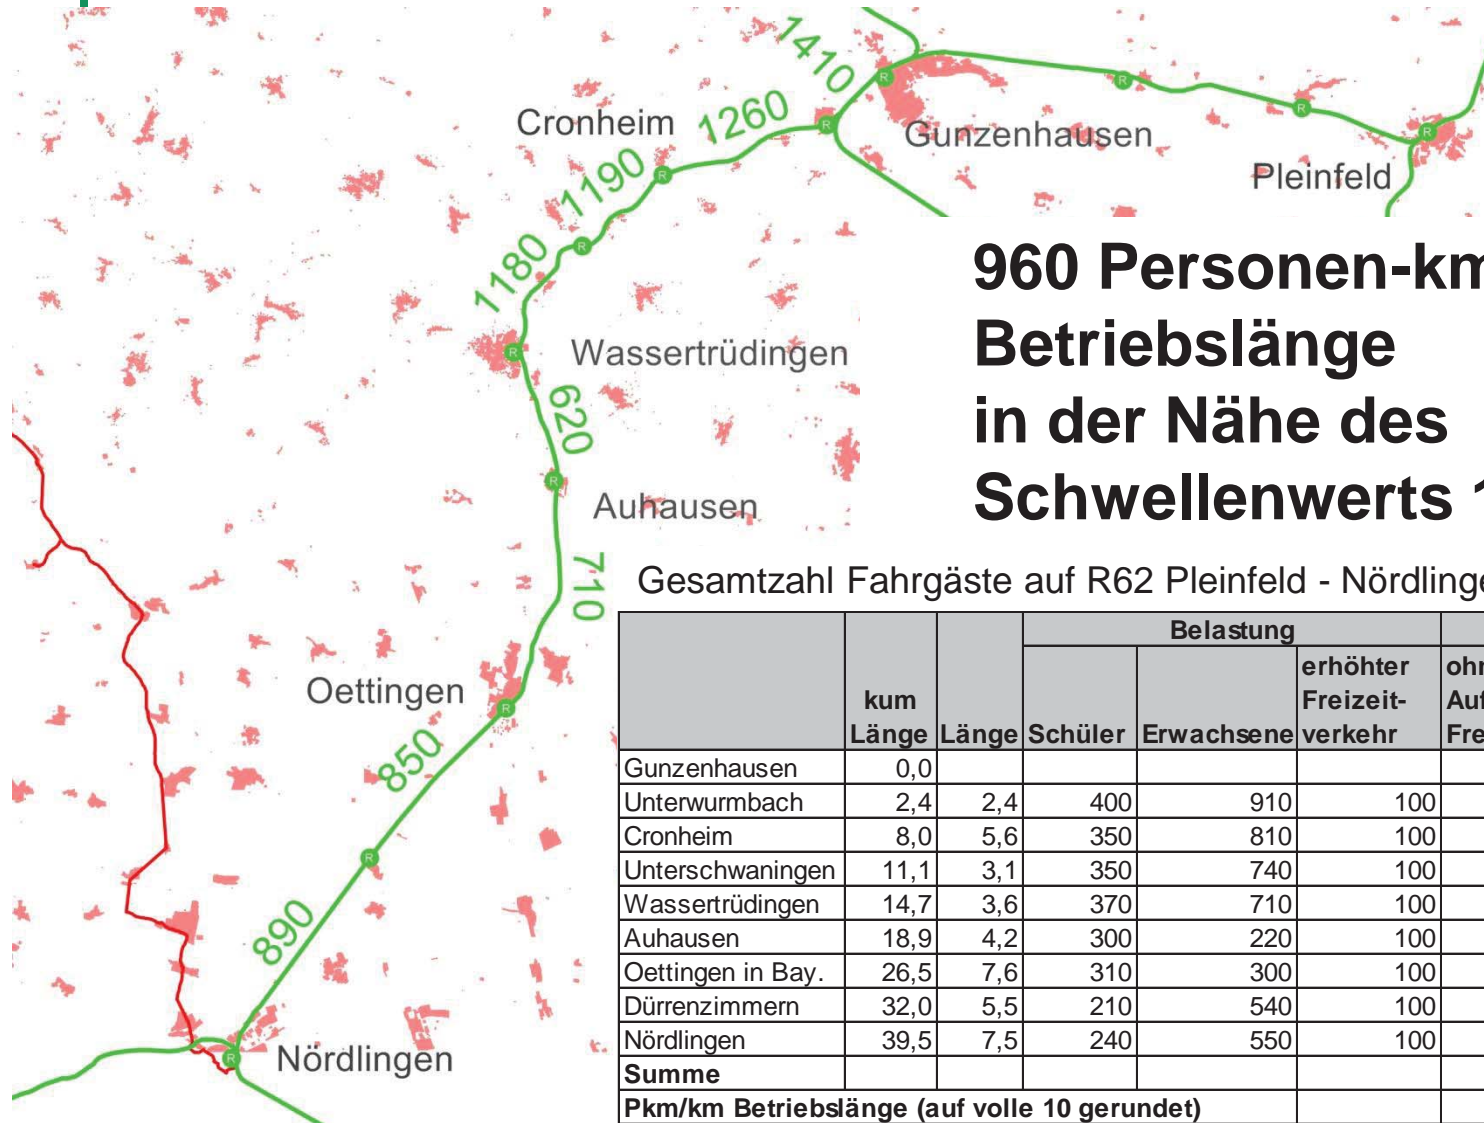 1410
Cronheim
1260
Gunzenhausen
1190
Pleinfeld
1180
Wassertrüdingen
620
Auhausen
710
Oettingen
850
890
Nördlingen
R
R
R
R
R
R
R
R
R
R
R
R
960 Personen-km
Betriebslänge
in der Nähe des
Schwellenwerts 1
Gesamtzahl Fahrgäste auf R62 Pleinfeld - Nördlinge
Belastung
kum Länge Länge Schüler Erwachsene erhöhter Freizeit- verkehr
Gunzenhausen 0,0
Unterwurmbach 2,4 2,4 400 910 100
Cronheim 8,0 5,6 350 810 100
Unterschwaningen 11,1 3,1 350 740 100
Wassertrüdingen 14,7 3,6 370 710 100
Auhausen 18,9 4,2 300 220 100
Oettingen in Bay. 26,5 7,6 310 300 100
Dürrenzimmern 32,0 5,5 210 540 100
Nördlingen 39,5 7,5 240 550 100
Summe
Pkm/km Betriebslänge (auf volle 10 gerundet)